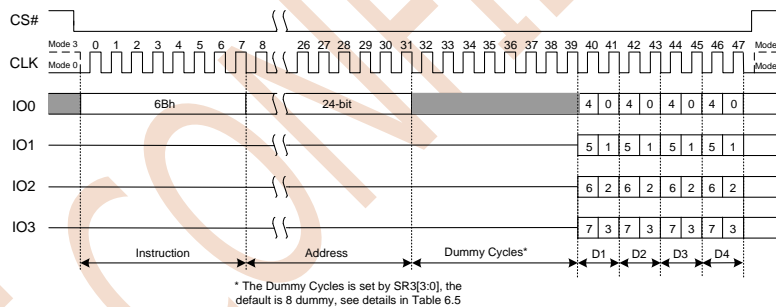 CS#
Mode 3 0 1 2 3 4 5 6 7 8 26 27 28 29 30 31 32 33 34 35 36 37 38 39 40 41 42 43 44 45 46 47 Mode
CLK Mode 0 Mode
IO0 6Bh 24-bit 4 0 4 0 4 0 4 0
IO1 5 1 5 1 5 1 5 1
IO2 6 2 6 2 6 2 6 2
IO3 7 3 7 3 7 3 7 3
Instruction Address Dummy Cycles* D1 D2 D3 D4
* The Dummy Cycles is set by SR3[3:0], the
default is 8 dummy, see details in Table 6.5